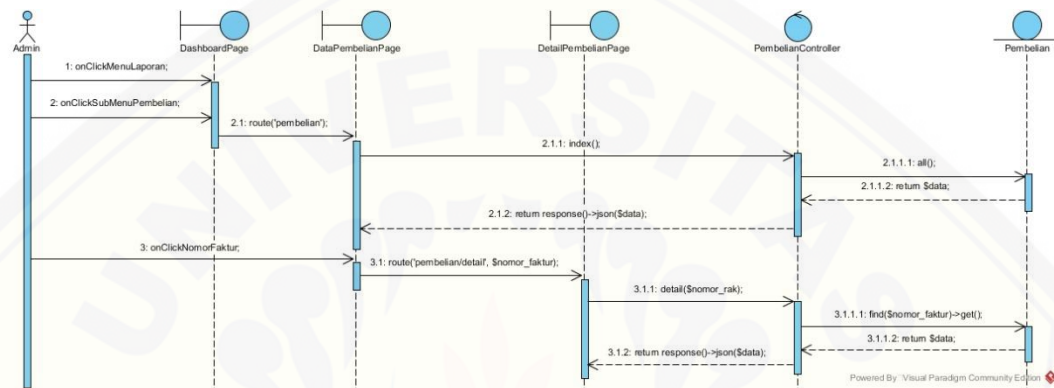 Admin
DashboardPage
DataPembelianPage
DetailPembelianPage
PembelianController
Pembelian
1: onClickMenuLaporan;
2: onClickSubMenuPembelian;
2.1: route('pembelian');
2.1.1: index();
2.1.1.1: all();
2.1.1.2: return $data;
2.1.2: return response()->json($data);
3: onClickNomorFaktur;
3.1: route('pembelian/detail', $nomor_faktur);
3.1.1: detail($nomor_rak);
3.1.1.1: find($nomor_faktur)->get();
3.1.1.2: return $data;
3.1.2: return response()->json($data);
Powered By Visual Paradigm Community Edition
UNIVERSITAS